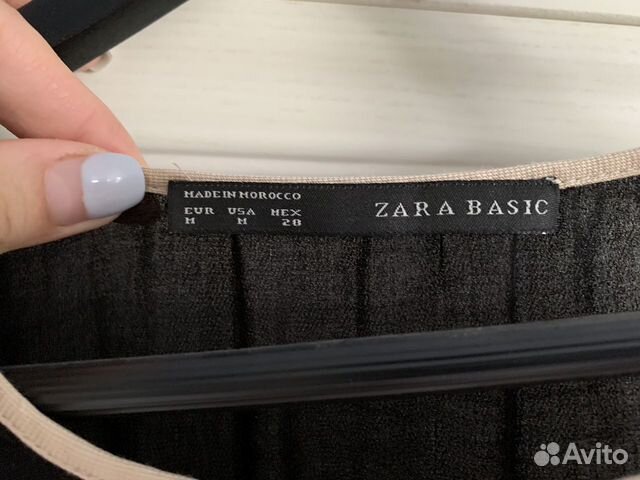 MADE IN MOROCCO
EUR USA MEX
M M 28
ZARA BASIC
Avito